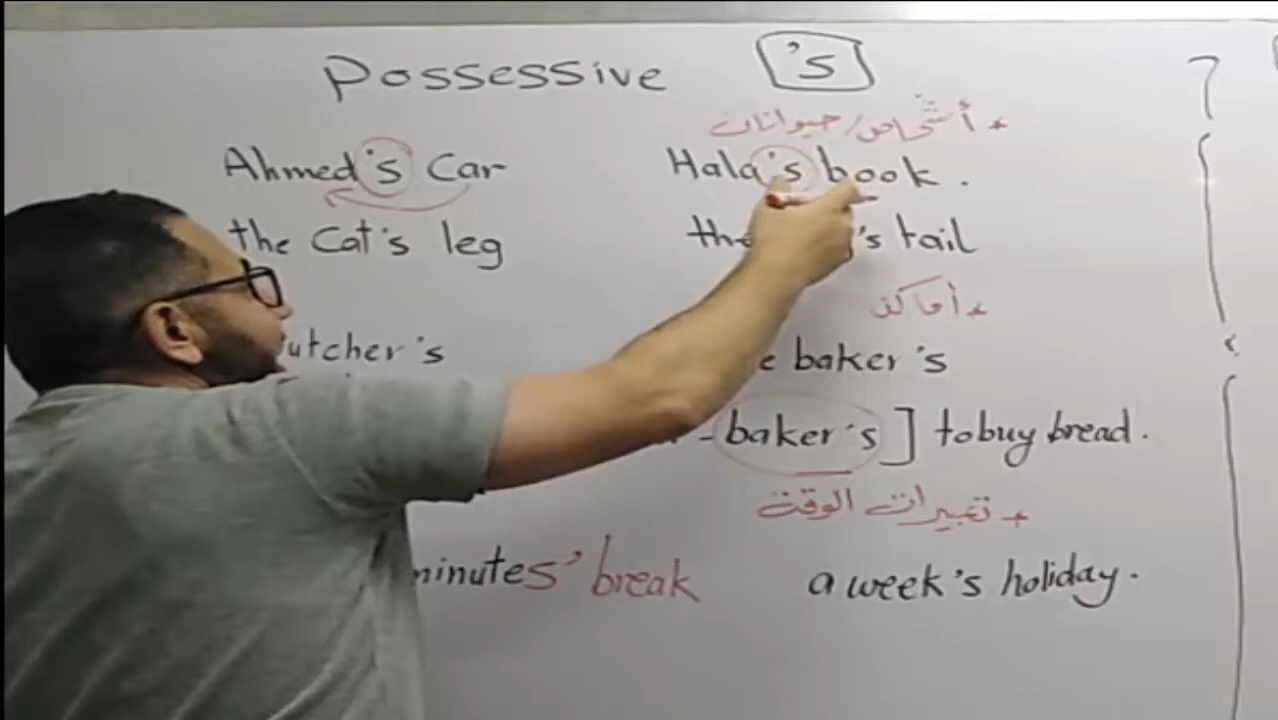 Possessive 's
* أشخاص/حيوانات
Ahmed's Car Hala's book.
the Cat's leg 's tail
* أماكن
baker's
baker's] to buy bread.
* تعبيرات الوقت
minutes' break a week's holiday.